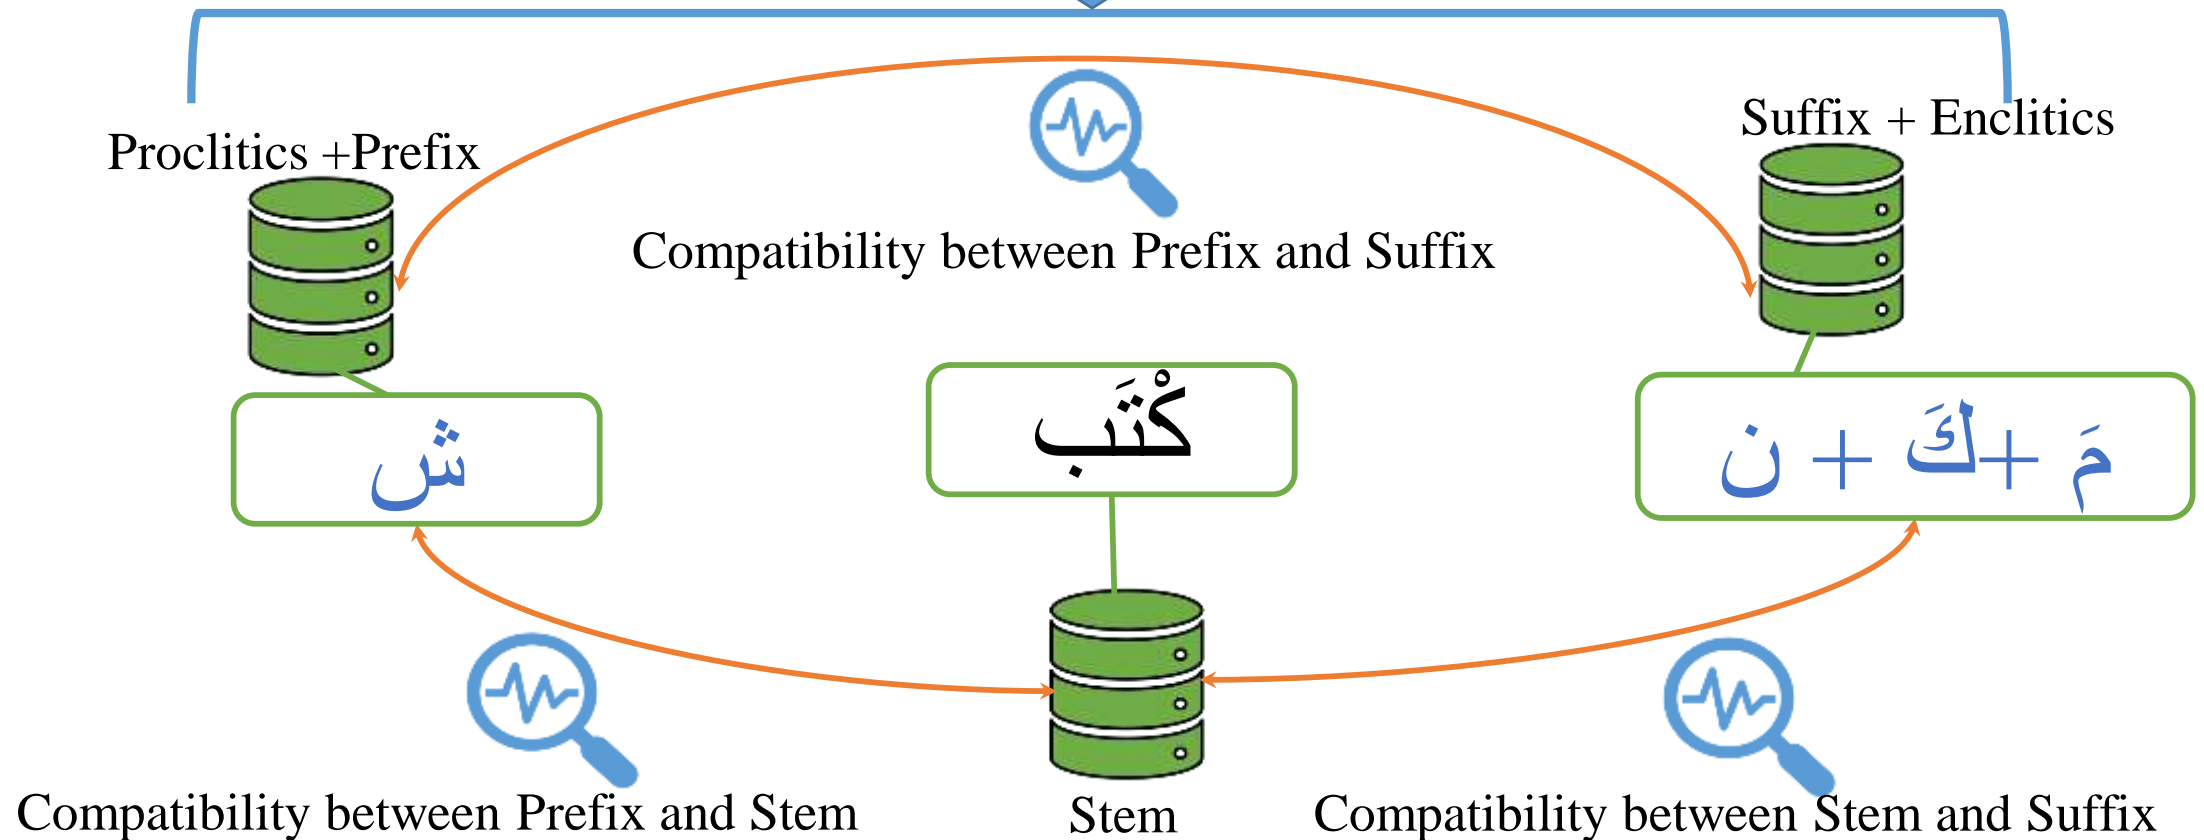 Proclitics +Prefix
Suffix + Enclitics
Compatibility between Prefix and Suffix
ش
كْتَب
مَ +كَ + ن
Compatibility between Prefix and Stem
Stem
Compatibility between Stem and Suffix